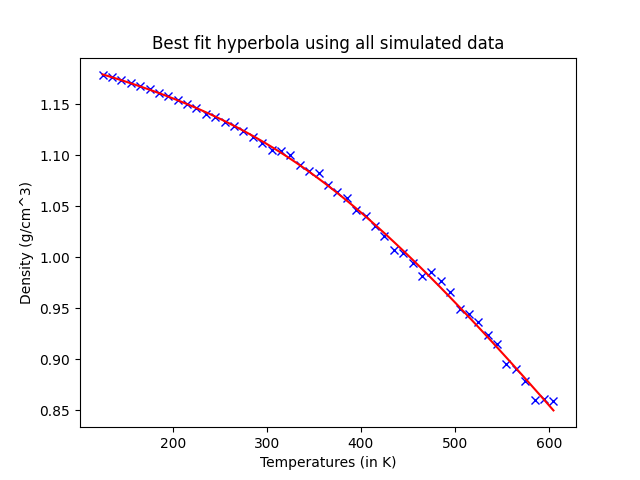 Best fit hyperbola using all simulated data
1.15
1.10
1.05
1.00
0.95
0.90
0.85
Density (g/cm^3)
200 300 400 500 600
Temperatures (in K)